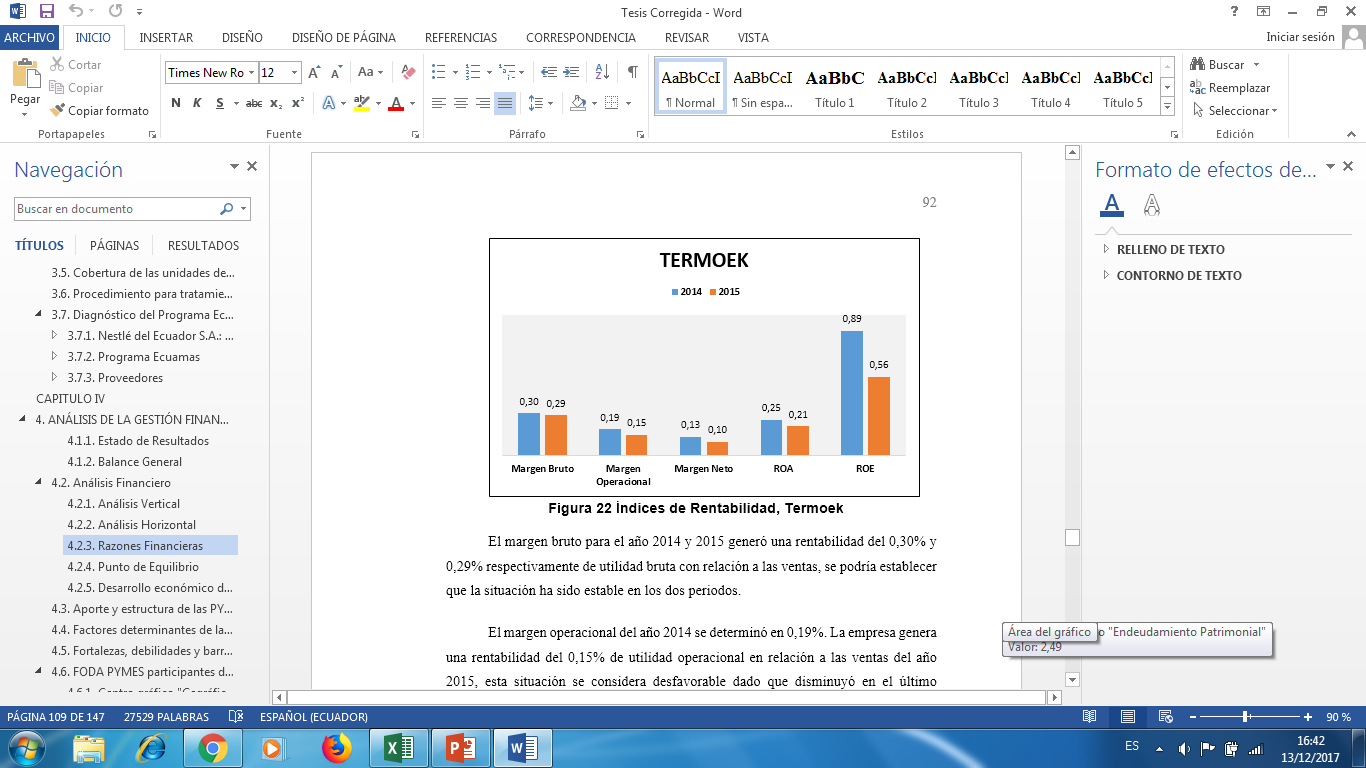 Tesis Corregida - Word
ARCHIVO INICIO INSERTAR DISEÑO DISEÑO DE PÁGINA REFERENCIAS CORRESPONDENCIA REVISAR VISTA Iniciar sesión
Pegar
Cortar
Copiar
Copiar formato
Portapapeles
Times New Ro 12
Aa
N K S abc x₂ x²
Fuente
Párrafo
AaBbCcI AaBbCcI AaBbC AaBbCcI AaBbCcI AaBbCcI AaBbCcI
¶ Normal ¶ Sin espa... Título 1 Título 2 Título 3 Título 4 Título 5
Estilos
Buscar
Reemplazar
Seleccionar
Edición
Navegación
Buscar en documento
TÍTULOS PÁGINAS RESULTADOS
3.5. Cobertura de las unidades de...
3.6. Procedimiento para tratamie...
3.7. Diagnóstico del Programa Ec...
3.7.1. Nestlé del Ecuador S.A.: ...
3.7.2. Programa Ecuamas
3.7.3. Proveedores
CAPITULO IV
4. ANÁLISIS DE LA GESTIÓN FINAN...
4.1.1. Estado de Resultados
4.1.2. Balance General
4.2. Análisis Financiero
4.2.1. Análisis Vertical
4.2.2. Análisis Horizontal
4.2.3. Razones Financieras
4.2.4. Punto de Equilibrio
4.2.5. Desarrollo económico d...
4.3. Aporte y estructura de las PY...
4.4. Factores determinantes de la...
4.5. Fortalezas, debilidades y barr...
4.6. FODA PYMES participantes d...
92
TERMOEK
2014 2015
0,30 0,29 0,19 0,15 0,13 0,10 0,25 0,21 0,89 0,56
Margen Bruto Margen Operacional Margen Neto ROA ROE
Figura 22 Índices de Rentabilidad, Termoek
El margen bruto para el año 2014 y 2015 generó una rentabilidad del 0,30% y
0,29% respectivamente de utilidad bruta con relación a las ventas, se podría establecer
que la situación ha sido estable en los dos periodos.
El margen operacional del año 2014 se determinó en 0,19%. La empresa genera
una rentabilidad del 0,15% de utilidad operacional en relación a las ventas del año
2015, esta situación se considera desfavorable dado que disminuyó en el último
Formato de efectos de...
A A
RELLENO DE TEXTO
CONTORNO DE TEXTO
Área del gráfico o "Endeudamiento Patrimonial"
Valor: 2,49
PÁGINA 109 DE 147 27529 PALABRAS ESPAÑOL (ECUADOR) 90 %
ES 16:42
13/12/2017